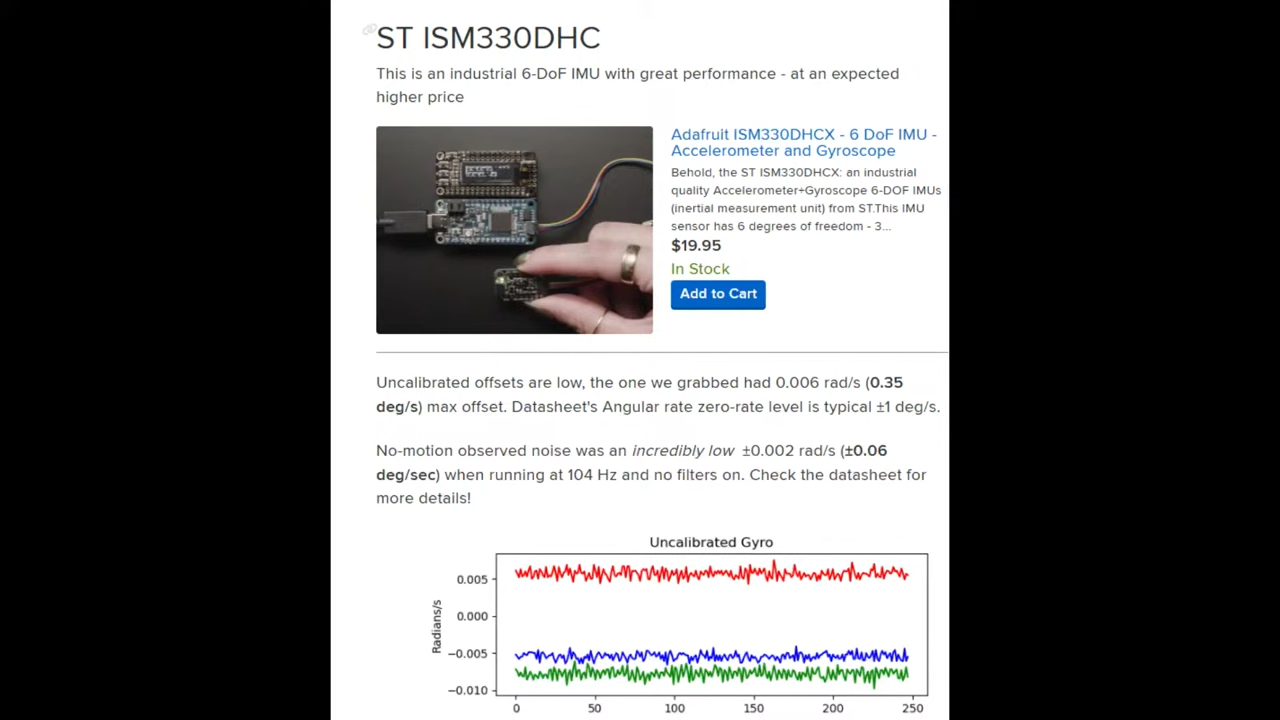 ST ISM330DHC
This is an industrial 6-DoF IMU with great performance - at an expected
higher price
Adafruit ISM330DHCX - 6 DoF IMU -
Accelerometer and Gyroscope
Behold, the ST ISM330DHCX: an industrial
quality Accelerometer+Gyroscope 6-DOF IMUs
(inertial measurement unit) from ST.This IMU
sensor has 6 degrees of freedom - 3...
$19.95
In Stock
Add to Cart
Uncalibrated offsets are low, the one we grabbed had 0.006 rad/s (0.35
deg/s) max offset. Datasheet's Angular rate zero-rate level is typical ±1 deg/s.
No-motion observed noise was an incredibly low ±0.002 rad/s (±0.06
deg/sec) when running at 104 Hz and no filters on. Check the datasheet for
more details!
Uncalibrated Gyro
Radians/s
0.005
0.000
−0.005
−0.010
0 50 100 150 200 250